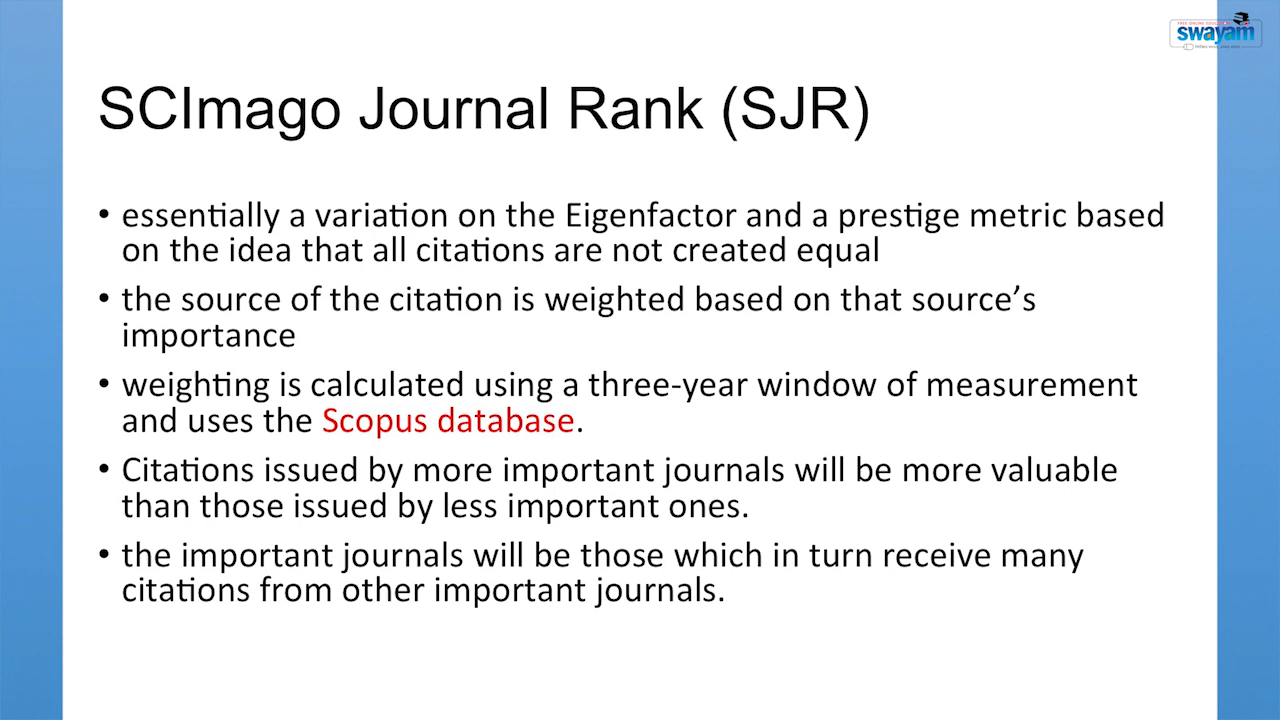 FREE ONLINE EDUCATION
swayam
SCImago Journal Rank (SJR)
• essentially a variation on the Eigenfactor and a prestige metric based
on the idea that all citations are not created equal
• the source of the citation is weighted based on that source’s
importance
• weighting is calculated using a three-year window of measurement
and uses the Scopus database.
• Citations issued by more important journals will be more valuable
than those issued by less important ones.
• the important journals will be those which in turn receive many
citations from other important journals.